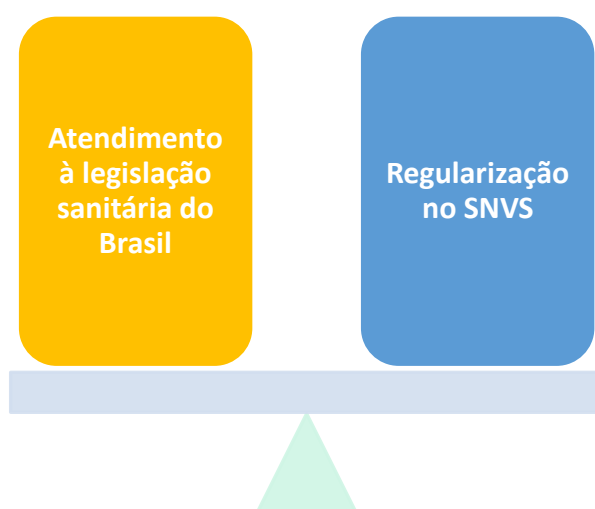 Atendimento
à legislação
sanitária do
Brasil
Regularização
no SNVS